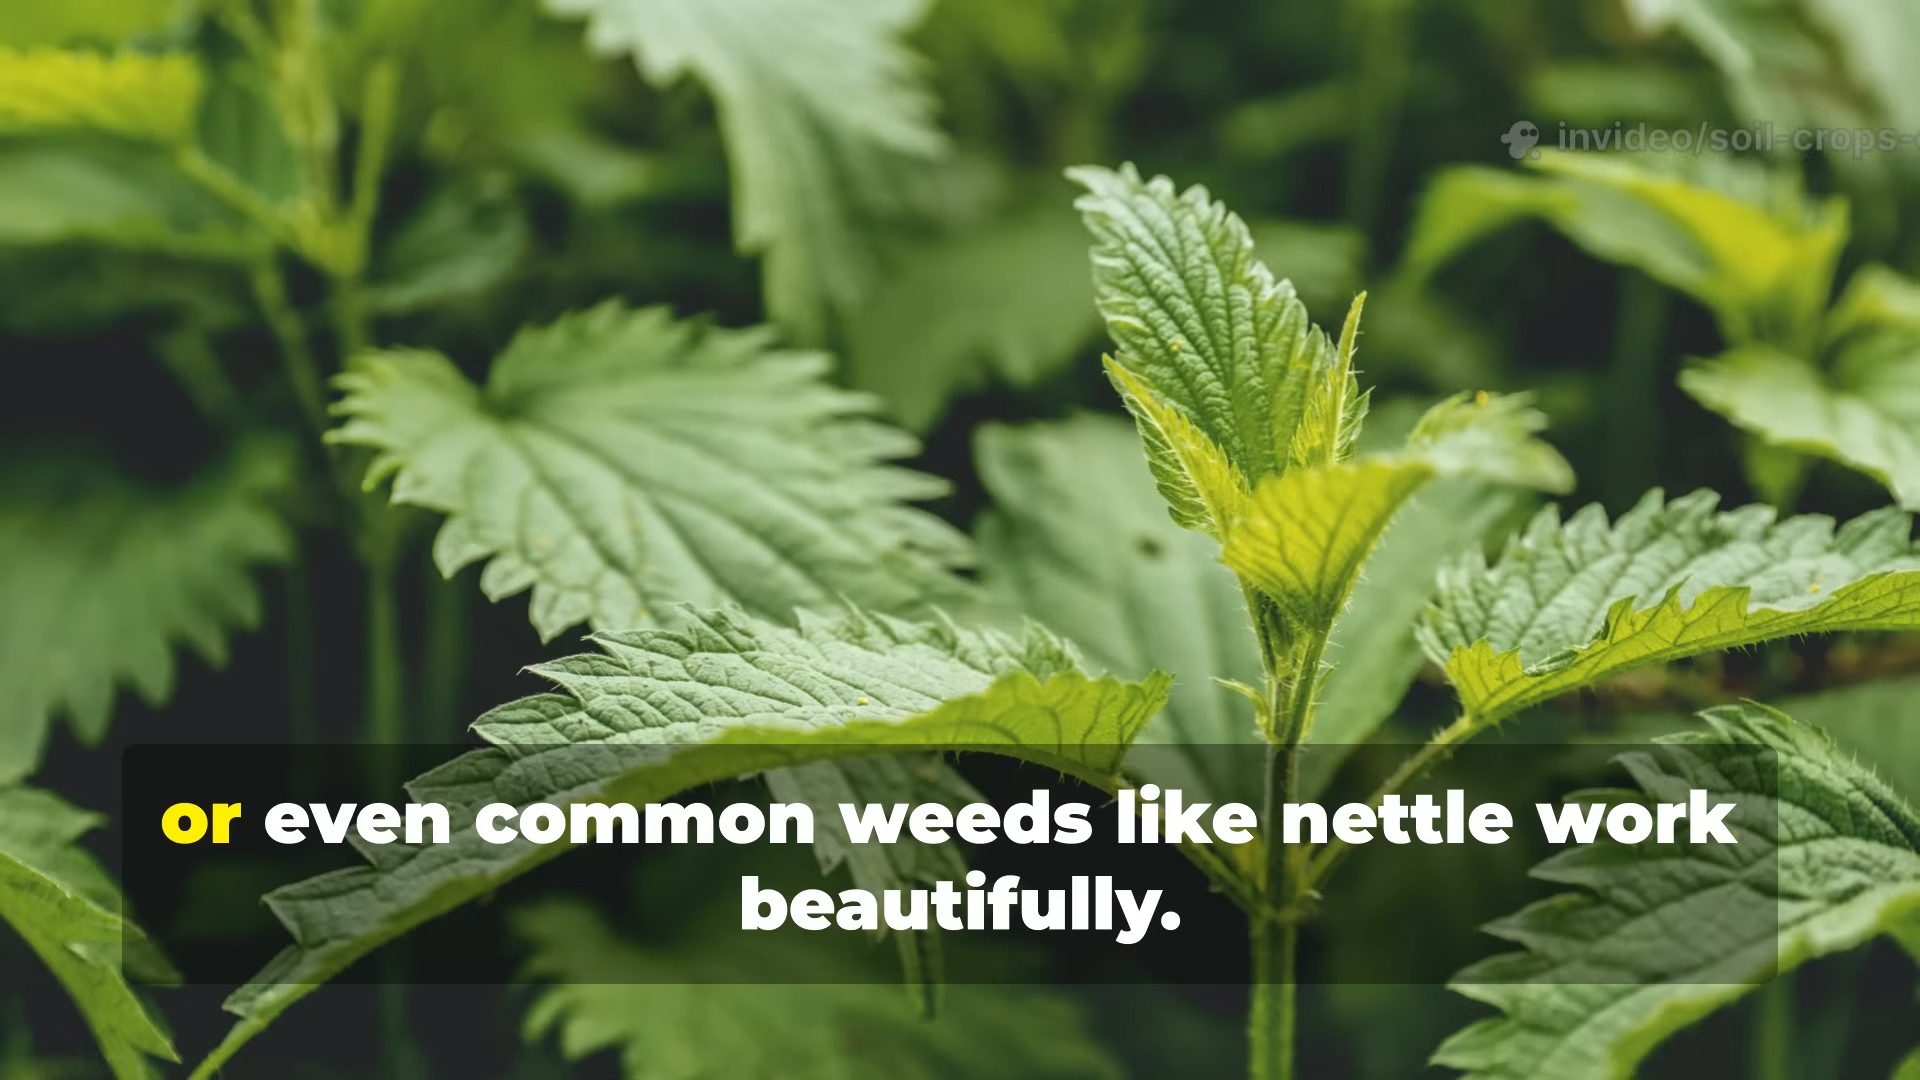 invideo/soil-crops-
or even common weeds like nettle work
beautifully.